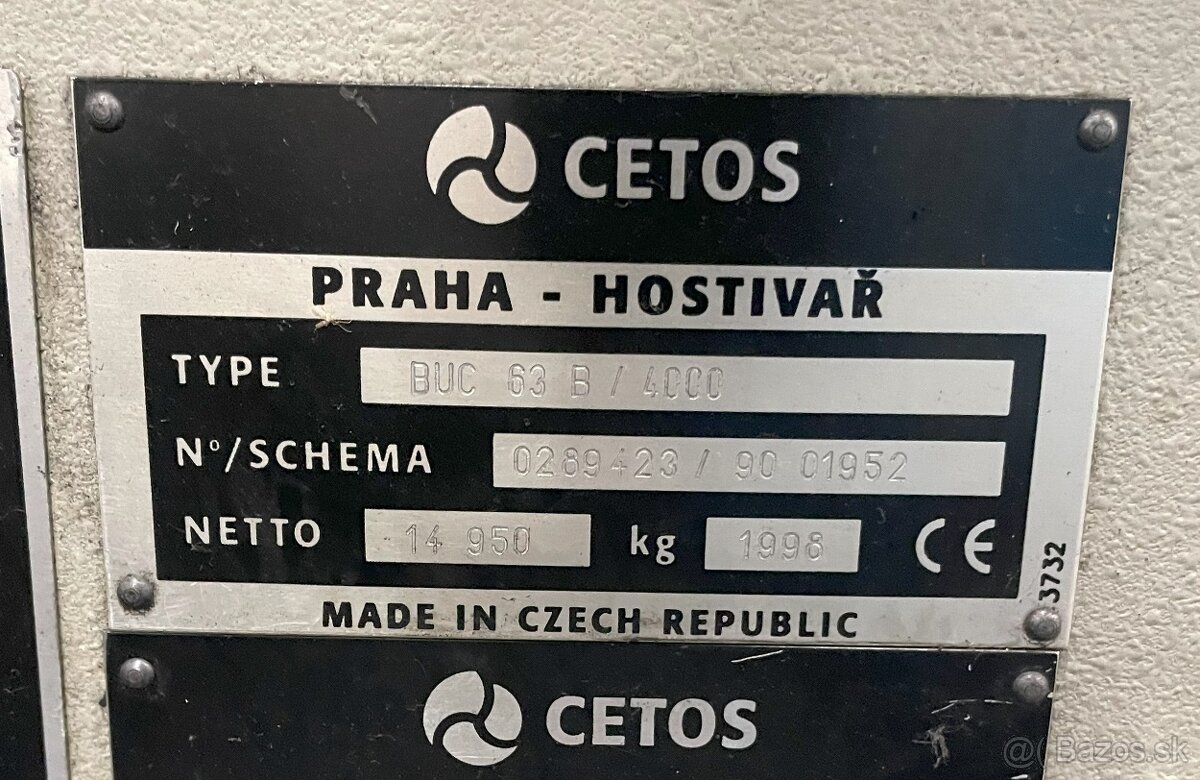 CETOS
PRAHA - HOSTIVAŘ
TYPE BUC 63 B / 4000
Nº/SCHEMA 0289423 / 90 01952
NETTO 14 950 kg 1998 CE
3732
MADE IN CZECH REPUBLIC
CETOS
@ Bazos.sk